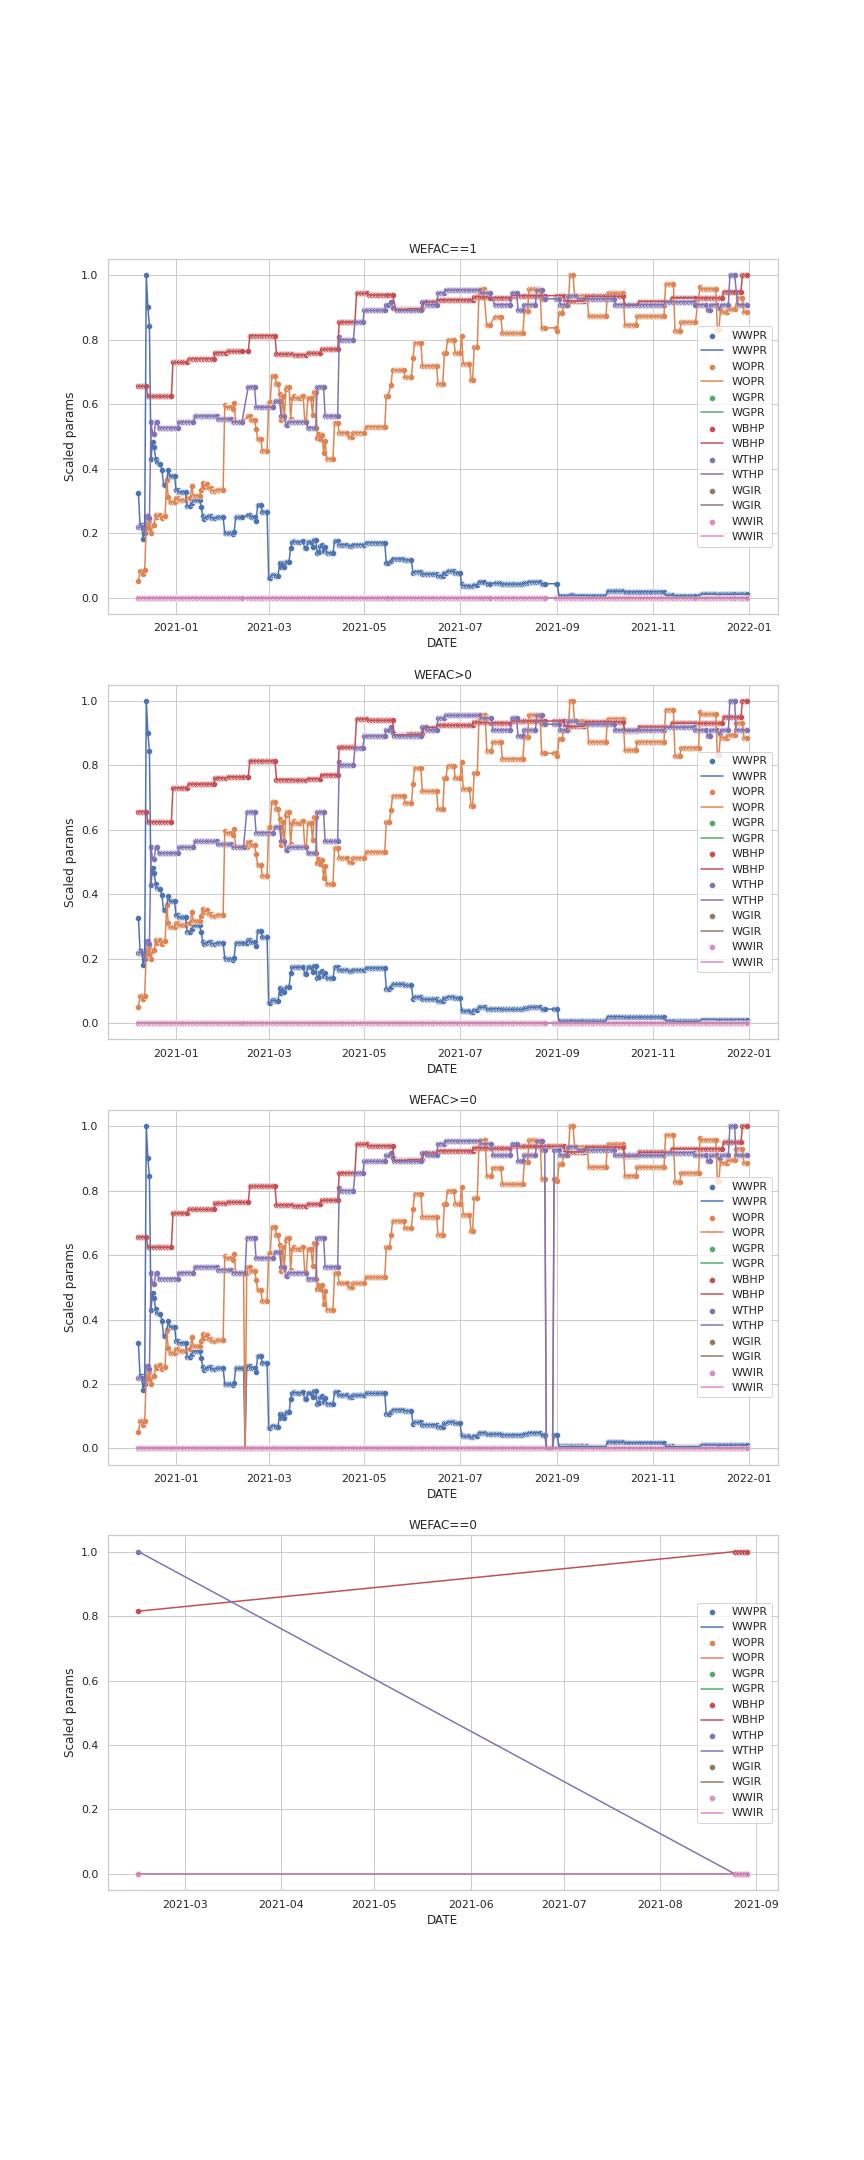 WEFAC==1
1.0
0.8
0.6
0.4
0.2
0.0
Scaled params
2021-01 2021-03 2021-05 2021-07 2021-09 2021-11 2022-01
DATE
WWPR
WWPR
WOPR
WOPR
WGPR
WGPR
WBHP
WBHP
WTHP
WTHP
WGIR
WGIR
WWIR
WWIR
WEFAC>0
1.0
0.8
0.6
0.4
0.2
0.0
Scaled params
2021-01 2021-03 2021-05 2021-07 2021-09 2021-11 2022-01
DATE
WWPR
WWPR
WOPR
WOPR
WGPR
WGPR
WBHP
WBHP
WTHP
WTHP
WGIR
WGIR
WWIR
WWIR
WEFAC>=0
1.0
0.8
0.6
0.4
0.2
0.0
Scaled params
2021-01 2021-03 2021-05 2021-07 2021-09 2021-11 2022-01
DATE
WWPR
WWPR
WOPR
WOPR
WGPR
WGPR
WBHP
WBHP
WTHP
WTHP
WGIR
WGIR
WWIR
WWIR
WEFAC==0
1.0
0.8
0.6
0.4
0.2
0.0
Scaled params
2021-03 2021-04 2021-05 2021-06 2021-07 2021-08 2021-09
DATE
WWPR
WWPR
WOPR
WOPR
WGPR
WGPR
WBHP
WBHP
WTHP
WTHP
WGIR
WGIR
WWIR
WWIR